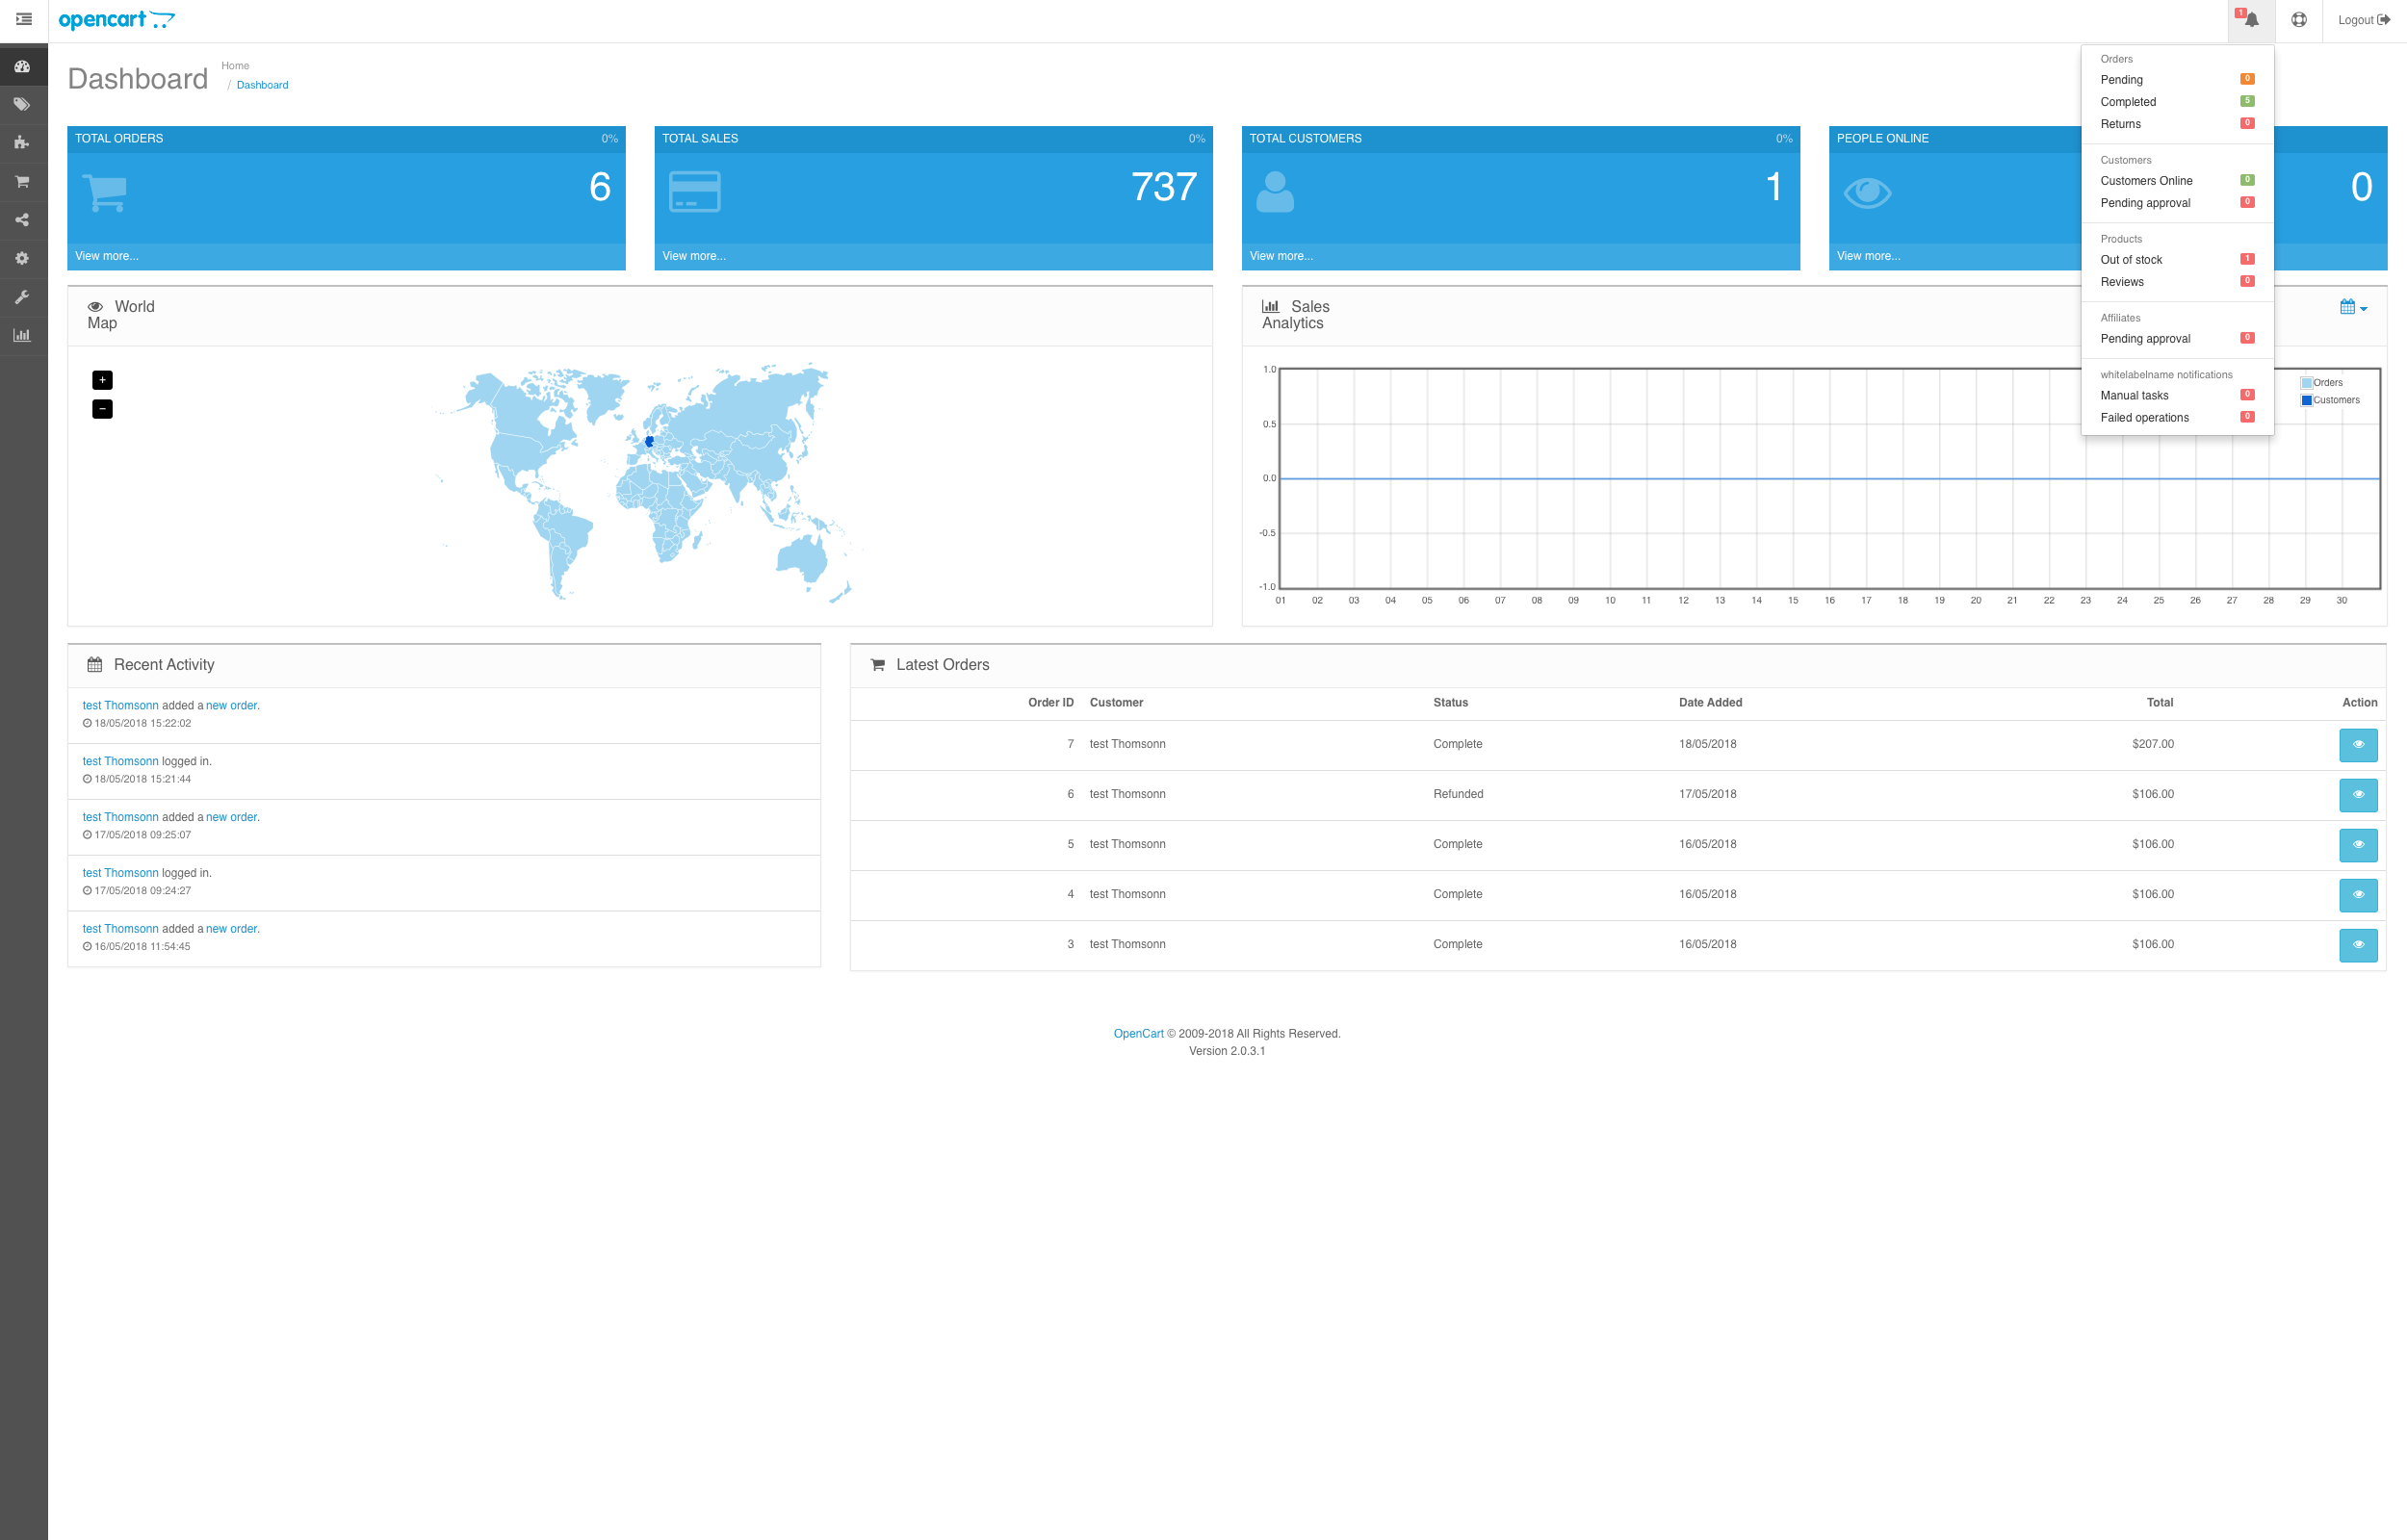 opencart
1
Logout
Dashboard
Home
/ Dashboard
Orders
Pending 0
Completed 5
Returns 0
Customers
Customers Online 0
Pending approval 0
Products
Out of stock 1
Reviews 0
Affiliates
Pending approval 0
whitelabelname notifications
Manual tasks 0
Failed operations 0
TOTAL ORDERS 0%
6
View more...
TOTAL SALES 0%
737
View more...
TOTAL CUSTOMERS 0%
1
View more...
PEOPLE ONLINE
0
View more...
World
Map
+
−
Sales
Analytics
Orders
Customers
1.0
0.5
0.0
-0.5
-1.0
01 02 03 04 05 06 07 08 09 10 11 12 13 14 15 16 17 18 19 20 21 22 23 24 25 26 27 28 29 30
Recent Activity
test Thomsonn added a new order.
18/05/2018 15:22:02
test Thomsonn logged in.
18/05/2018 15:21:44
test Thomsonn added a new order.
17/05/2018 09:25:07
test Thomsonn logged in.
17/05/2018 09:24:27
test Thomsonn added a new order.
16/05/2018 11:54:45
Latest Orders
Order ID Customer Status Date Added Total Action
7 test Thomsonn Complete 18/05/2018 $207.00
6 test Thomsonn Refunded 17/05/2018 $106.00
5 test Thomsonn Complete 16/05/2018 $106.00
4 test Thomsonn Complete 16/05/2018 $106.00
3 test Thomsonn Complete 16/05/2018 $106.00
OpenCart © 2009-2018 All Rights Reserved.
Version 2.0.3.1